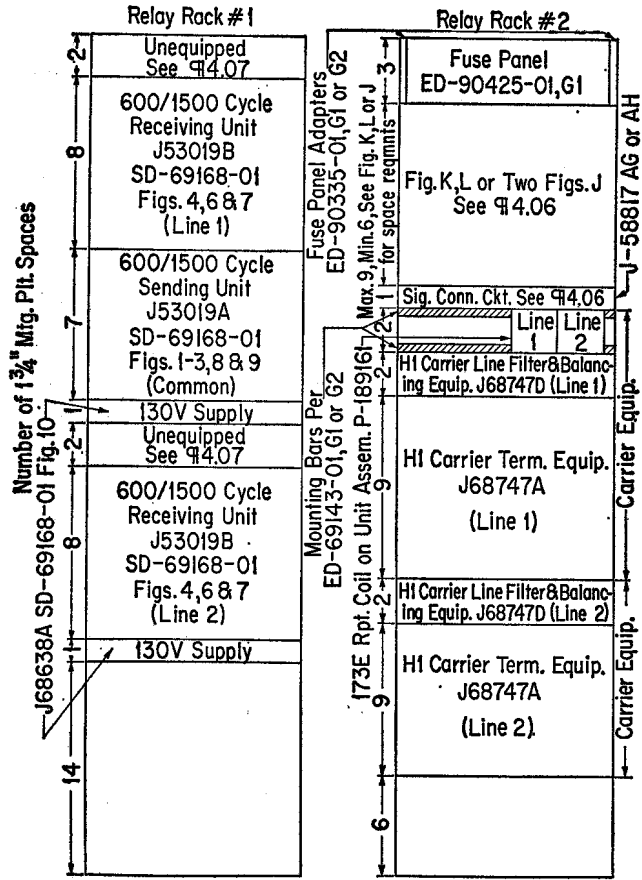 Relay Rack #1
2
Unequipped
See ¶4.07
8
600/1500 Cycle
Receiving Unit
J53019B
SD-69168-01
Figs. 4,6&7
(Line 1)
7
600/1500 Cycle
Sending Unit
J53019A
SD-69168-01
Figs. 1-3,8&9
(Common)
1
130V Supply
2
Unequipped
See ¶4.07
8
600/1500 Cycle
Receiving Unit
J53019B
SD-69168-01
Figs. 4,6&7
(Line 2)
1
130V Supply
14
Number of 1¾" Mtg. Plt. Spaces
J68638A SD-69168-01 Fig. 10
Fuse Panel Adapters
ED-90335-01,G1 or G2
Mounting Bars Per
ED-69143-01,G1 or G2
Relay Rack #2
3
Fuse Panel
ED-90425-01,G1
Max. 9, Min. 6, See Fig. K, L or J
for space reqmnts
Fig. K,L or Two Figs. J
See ¶4.06
J-58817 AG or AH
1
Sig. Conn. Ckt. See ¶4.06
2
Line
1
Line
2
173E Rpt. Coil on Unit Assem. P-189161
2
H1 Carrier Line Filter&Balanc-
ing Equip. J68747D (Line 1)
9
H1 Carrier Term. Equip.
J68747A
(Line 1)
Carrier Equip.
2
H1 Carrier Line Filter&Balanc-
ing Equip. J68747D (Line 2)
9
H1 Carrier Term. Equip.
J68747A
(Line 2)
Carrier Equip.
6